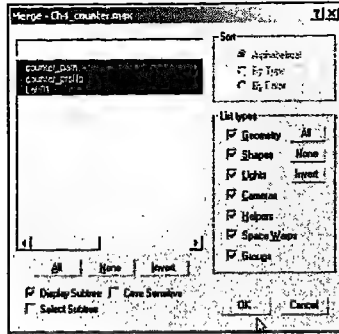 Merge - Ch4_counter.max
Sort
Alphabetical
By Type
By Color
counter_path
counter_profile
List types
Geometry
All
Shapes
None
Lights
Invert
Cameras
Helpers
Space Warps
Groups
All None Invert
Display Subtree Case Sensitive
Select Subtree
OK Cancel